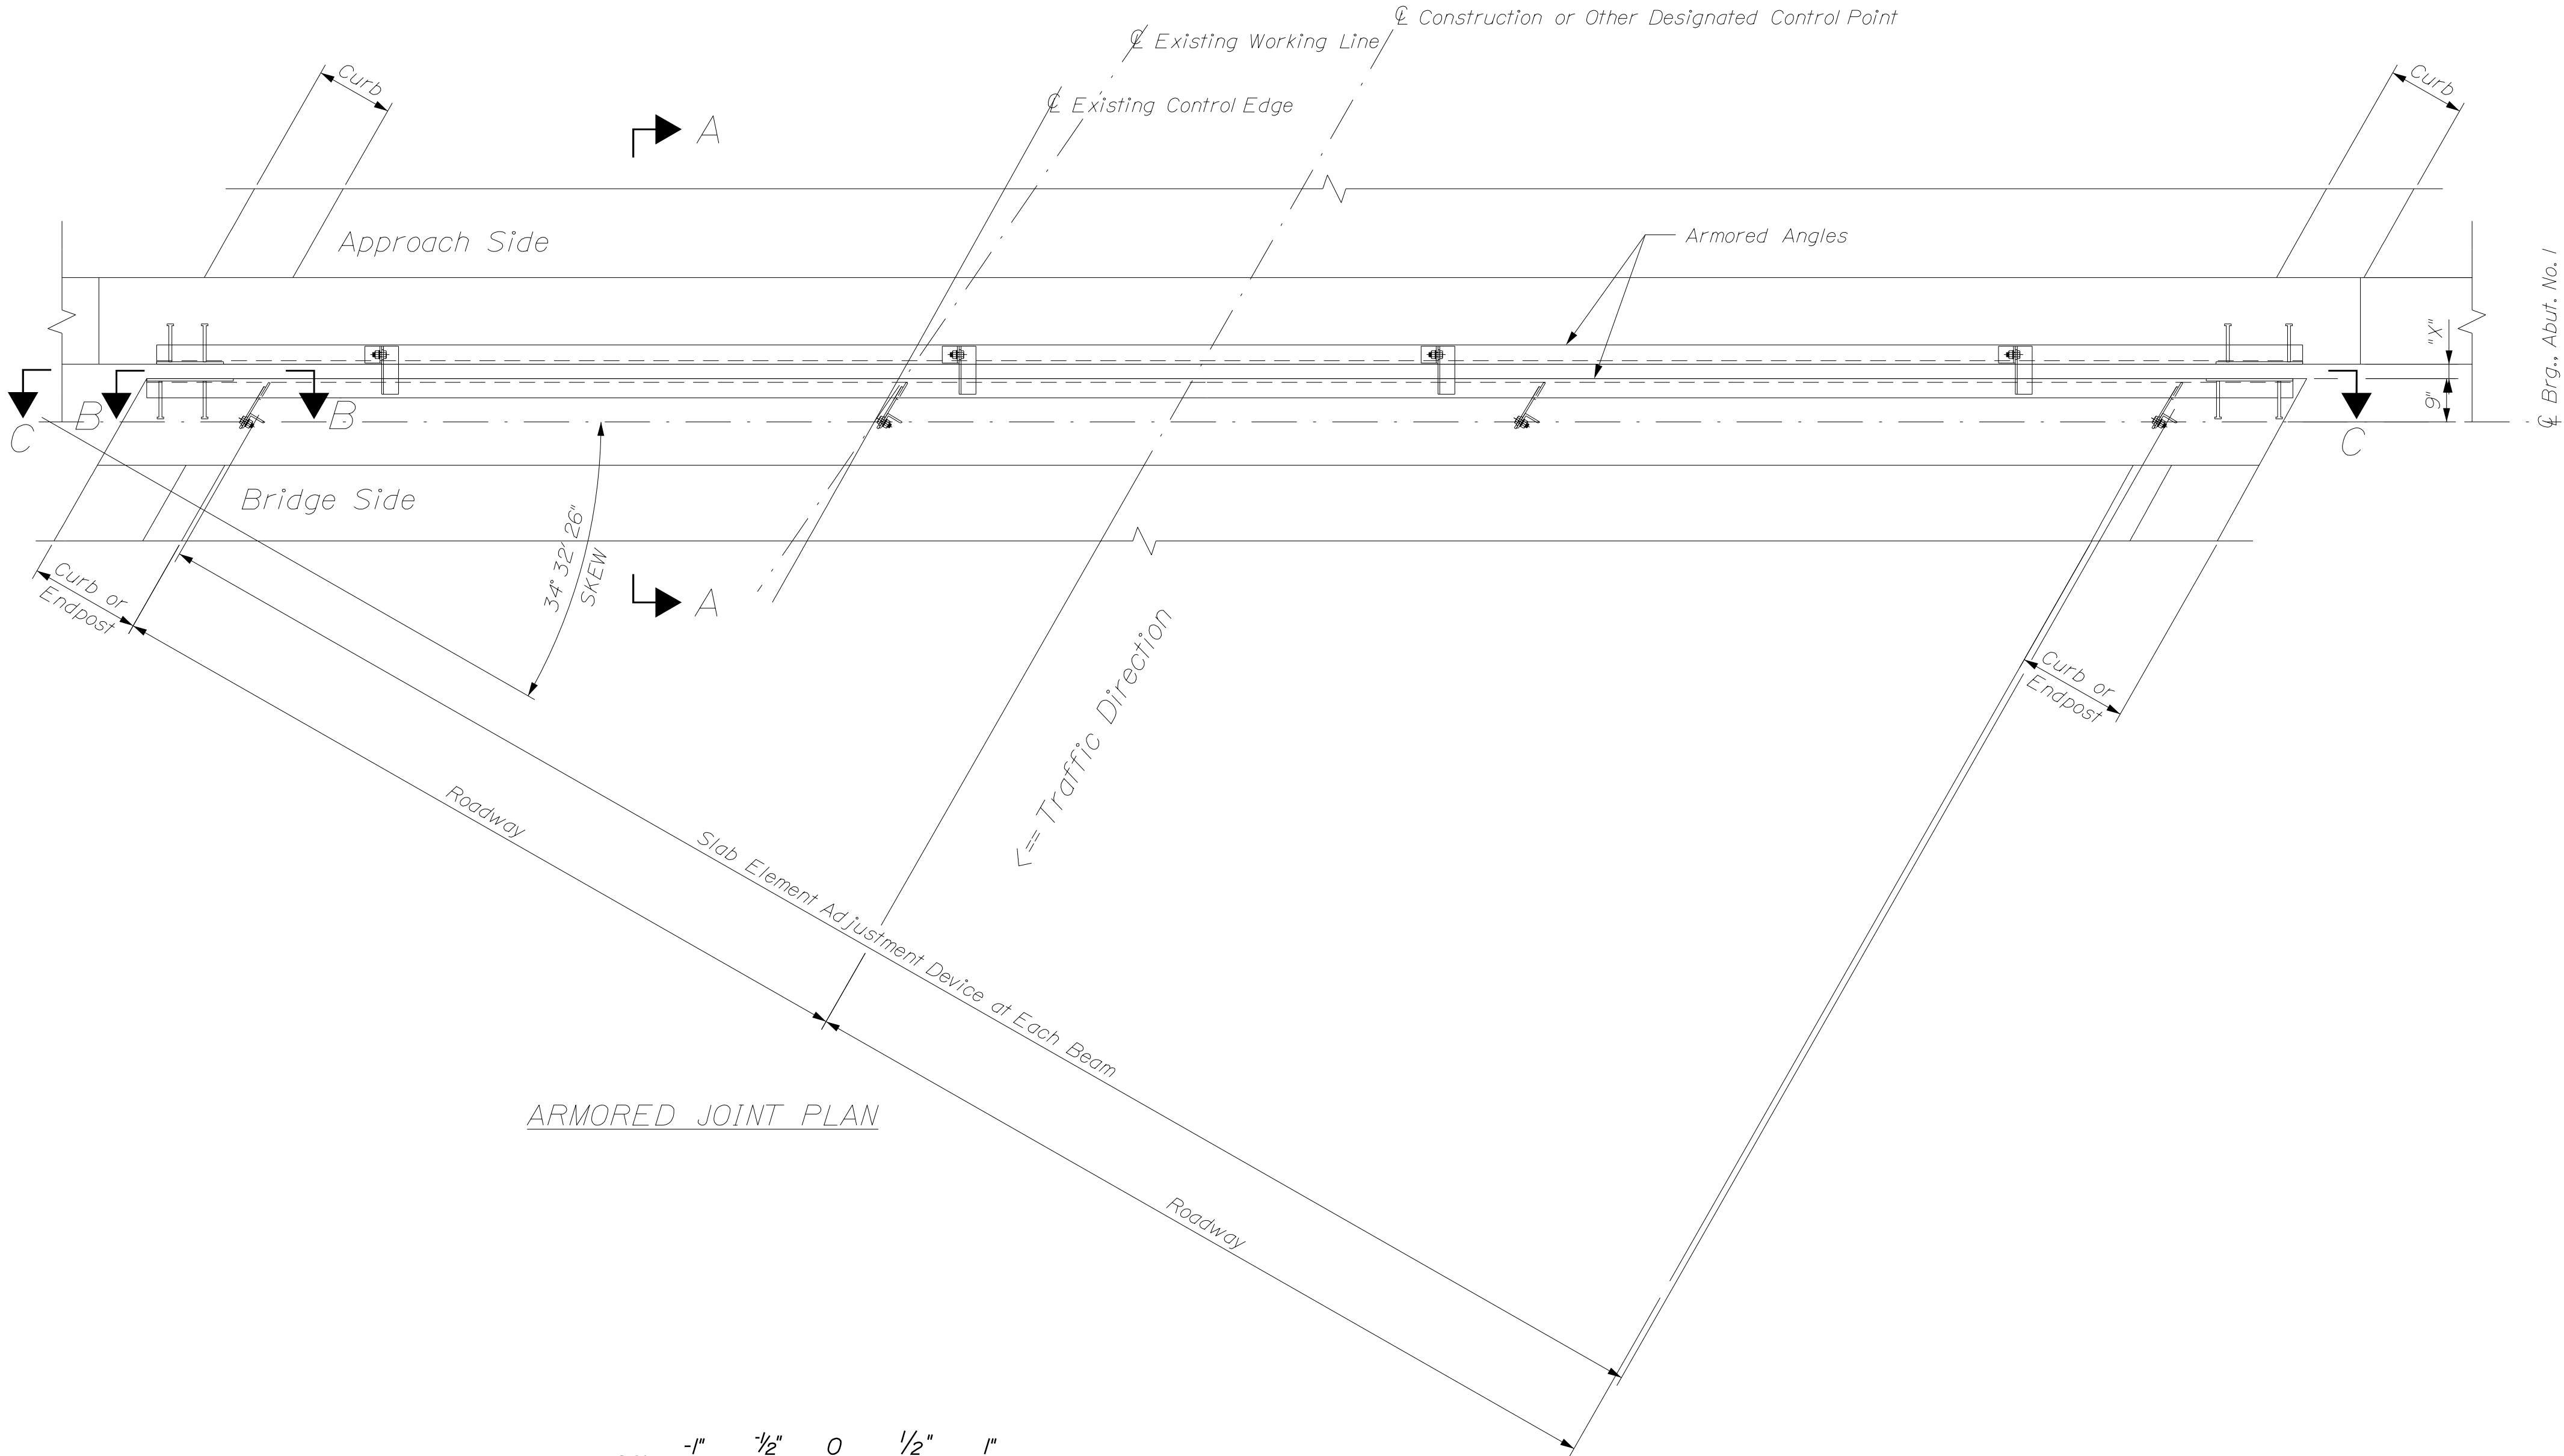 ℄ Construction or Other Designated Control Point
℄ Existing Working Line
℄ Existing Control Edge
Curb
Curb
A
Approach Side
Armored Angles
℄ Brg., Abut. No. 1
"X"
9"
B
B
C
C
Bridge Side
34° 32' 26"
SKEW
A
Curb or
Endpost
Curb or
Endpost
<== Traffic Direction
Roadway
Slab Element Adjustment Device at Each Beam
ARMORED JOINT PLAN
Roadway
-1" -1/2" 0 1/2" 1"